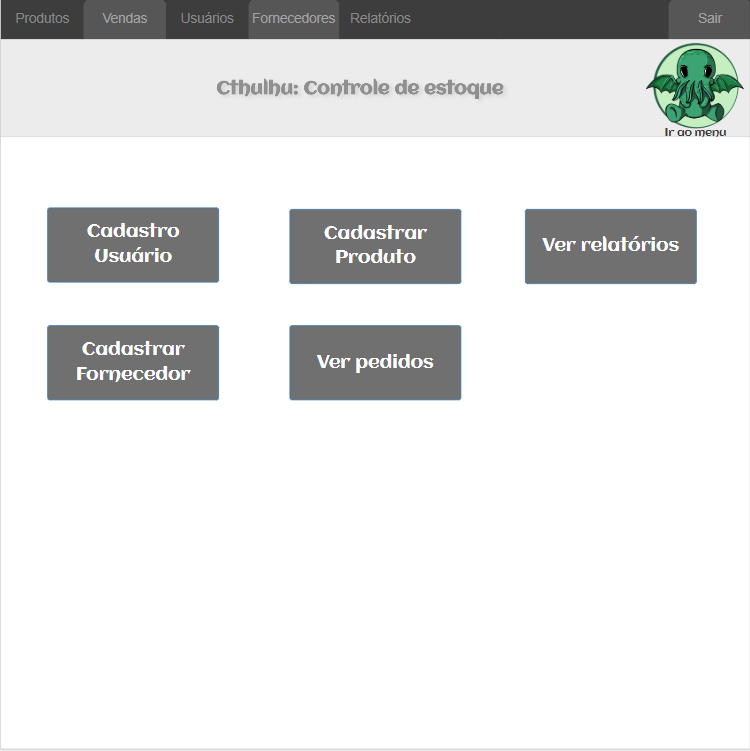 Produtos Vendas Usuários Fornecedores Relatórios Sair
Cthulhu: Controle de estoque
Ir ao menu
Cadastro
Usuário
Cadastrar
Produto
Ver relatórios
Cadastrar
Fornecedor
Ver pedidos